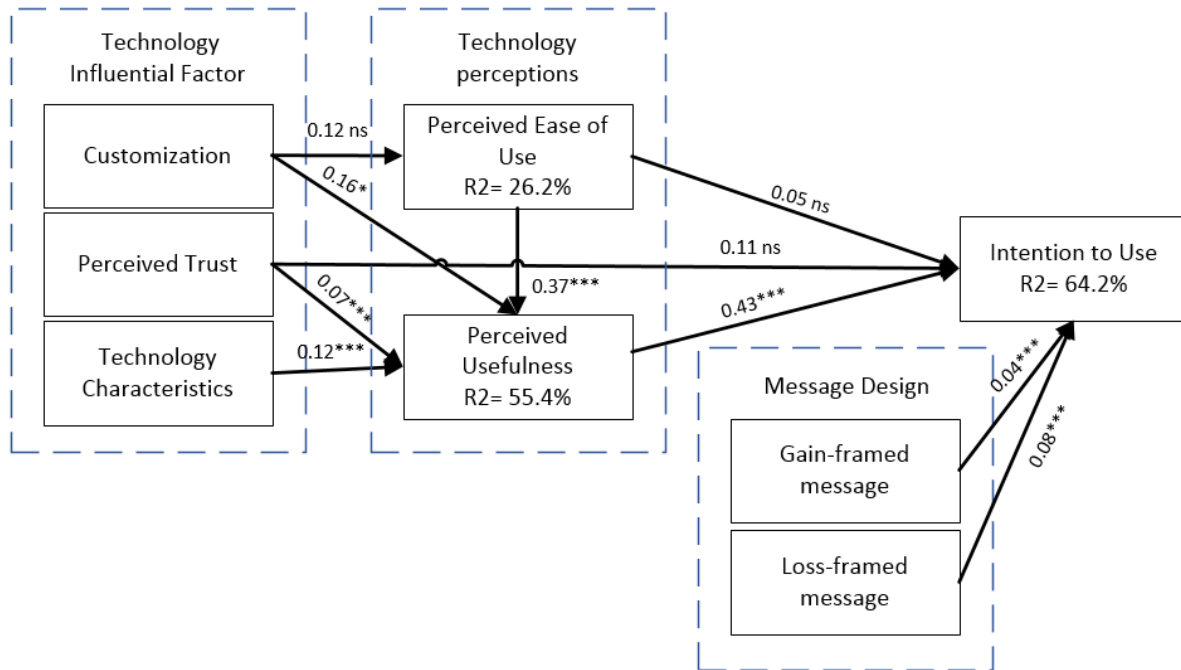 Technology
Influential Factor
Customization
Perceived Trust
Technology
Characteristics
Technology
perceptions
Perceived Ease of
Use
R2= 26.2%
Perceived
Usefulness
R2= 55.4%
0.12 ns
0.16*
0.07***
0.12***
0.37***
0.05 ns
0.11 ns
0.43***
Intention to Use
R2= 64.2%
Message Design
Gain-framed
message
Loss-framed
message
0.04***
0.08***